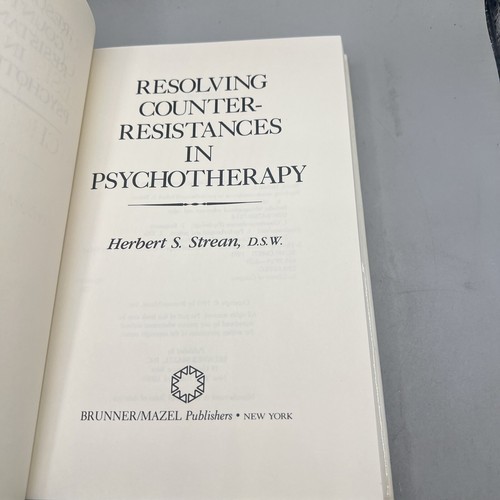 RESOLVING
COUNTER-
RESISTANCES
IN
PSYCHOTHERAPY
Herbert S. Strean, D.S.W.
BRUNNER/MAZEL Publishers • NEW YORK